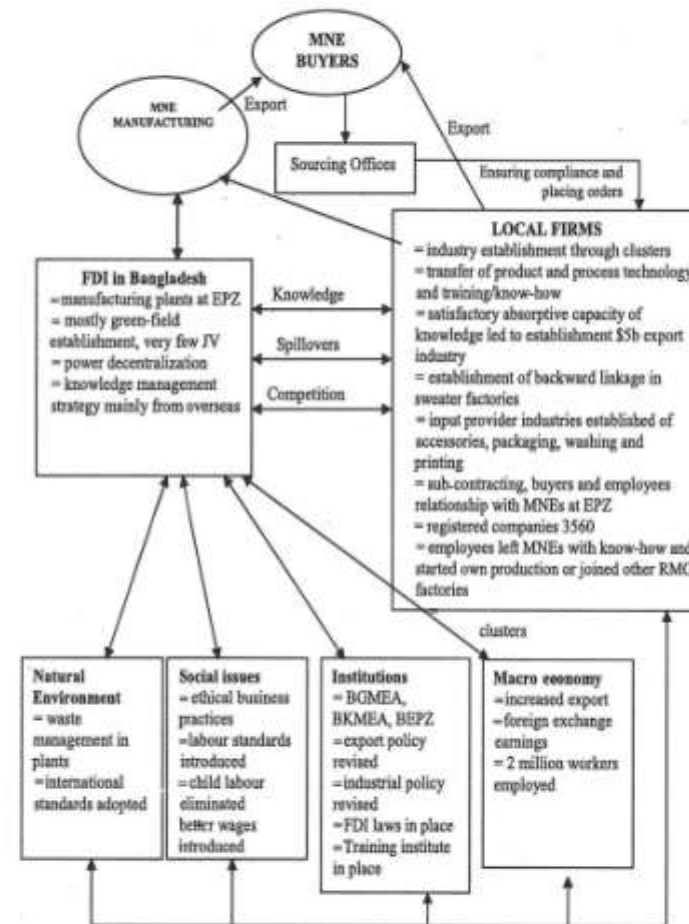 MNE
BUYERS
MNE
MANUFACTURING
Export
Export
Sourcing Offices
Ensuring compliance and
placing orders
FDI in Bangladesh
=manufacturing plants at EPZ
= mostly green-field
establishment, very few JV
= power decentralization
= knowledge management
strategy mainly from overseas
Knowledge
Spillovers
Competition
LOCAL FIRMS
= industry establishment through clusters
= transfer of product and process technology
and training/know-how
=satisfactory absorptive capacity of
knowledge led to establishment $5b export
industry
= establishment of backward linkage in
sweater factories
=input provider industries established of
accessories, packaging, washing and
printing
= sub-contracting, buyers and employees
relationship with MNEs at EPZ
= registered companies 3560
=employees left MNEs with know-how and
started own production or joined other RMG
factories
clusters
Natural
Environment
= waste
management in
plants
=international
standards adopted
Social issues
= ethical business
practices
=labour standards
introduced
=child labour
eliminated
better wages
introduced
Institutions
= BGMEA,
BKMEA, BEPZ
=export policy
revised
=industrial policy
revised
=FDI laws in place
=Training institute
in place
Macro economy
=increased export
=foreign exchange
earnings
= 2 million workers
employed